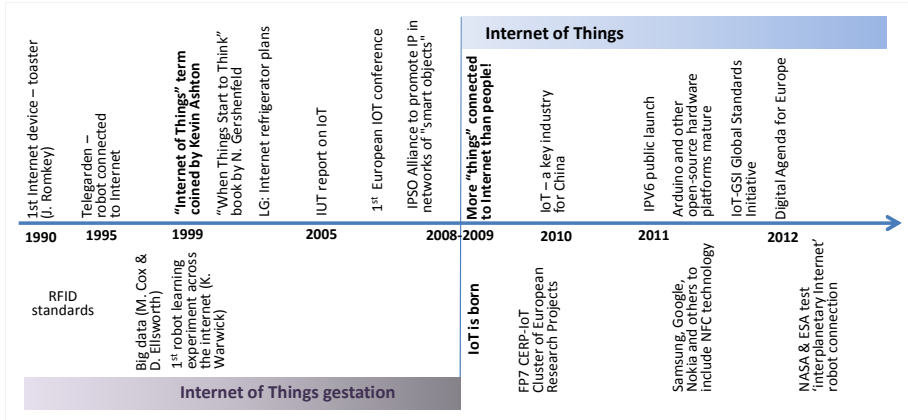 Internet of Things
1st Internet device – toaster
(J. Romkey)
Telegarden –
robot connected
to Internet
“Internet of Things” term
coined by Kevin Ashton
“When Things Start to Think”
book by N. Gershenfeld
LG: Internet refrigerator plans
IUT report on IoT
1st European IOT conference
IPSO Alliance to promote IP in
networks of "smart objects"
More “things” connected
to Internet than people!
IoT – a key industry
for China
IPV6 public launch
Arduino and other
open-source hardware
platforms mature
IoT-GSI Global Standards
Initiative
Digital Agenda for Europe
1990
1995
1999
2005
2008-2009
2010
2011
2012
RFID
standards
Big data (M. Cox &
D. Ellsworth)
1st robot learning
experiment across
the internet (K.
Warwick)
IoT is born
FP7 CERP-IoT
Cluster of European
Research Projects
Samsung, Google,
Nokia and others to
include NFC technology
NASA & ESA test
‘interplanetary Internet’
robot connection
Internet of Things gestation